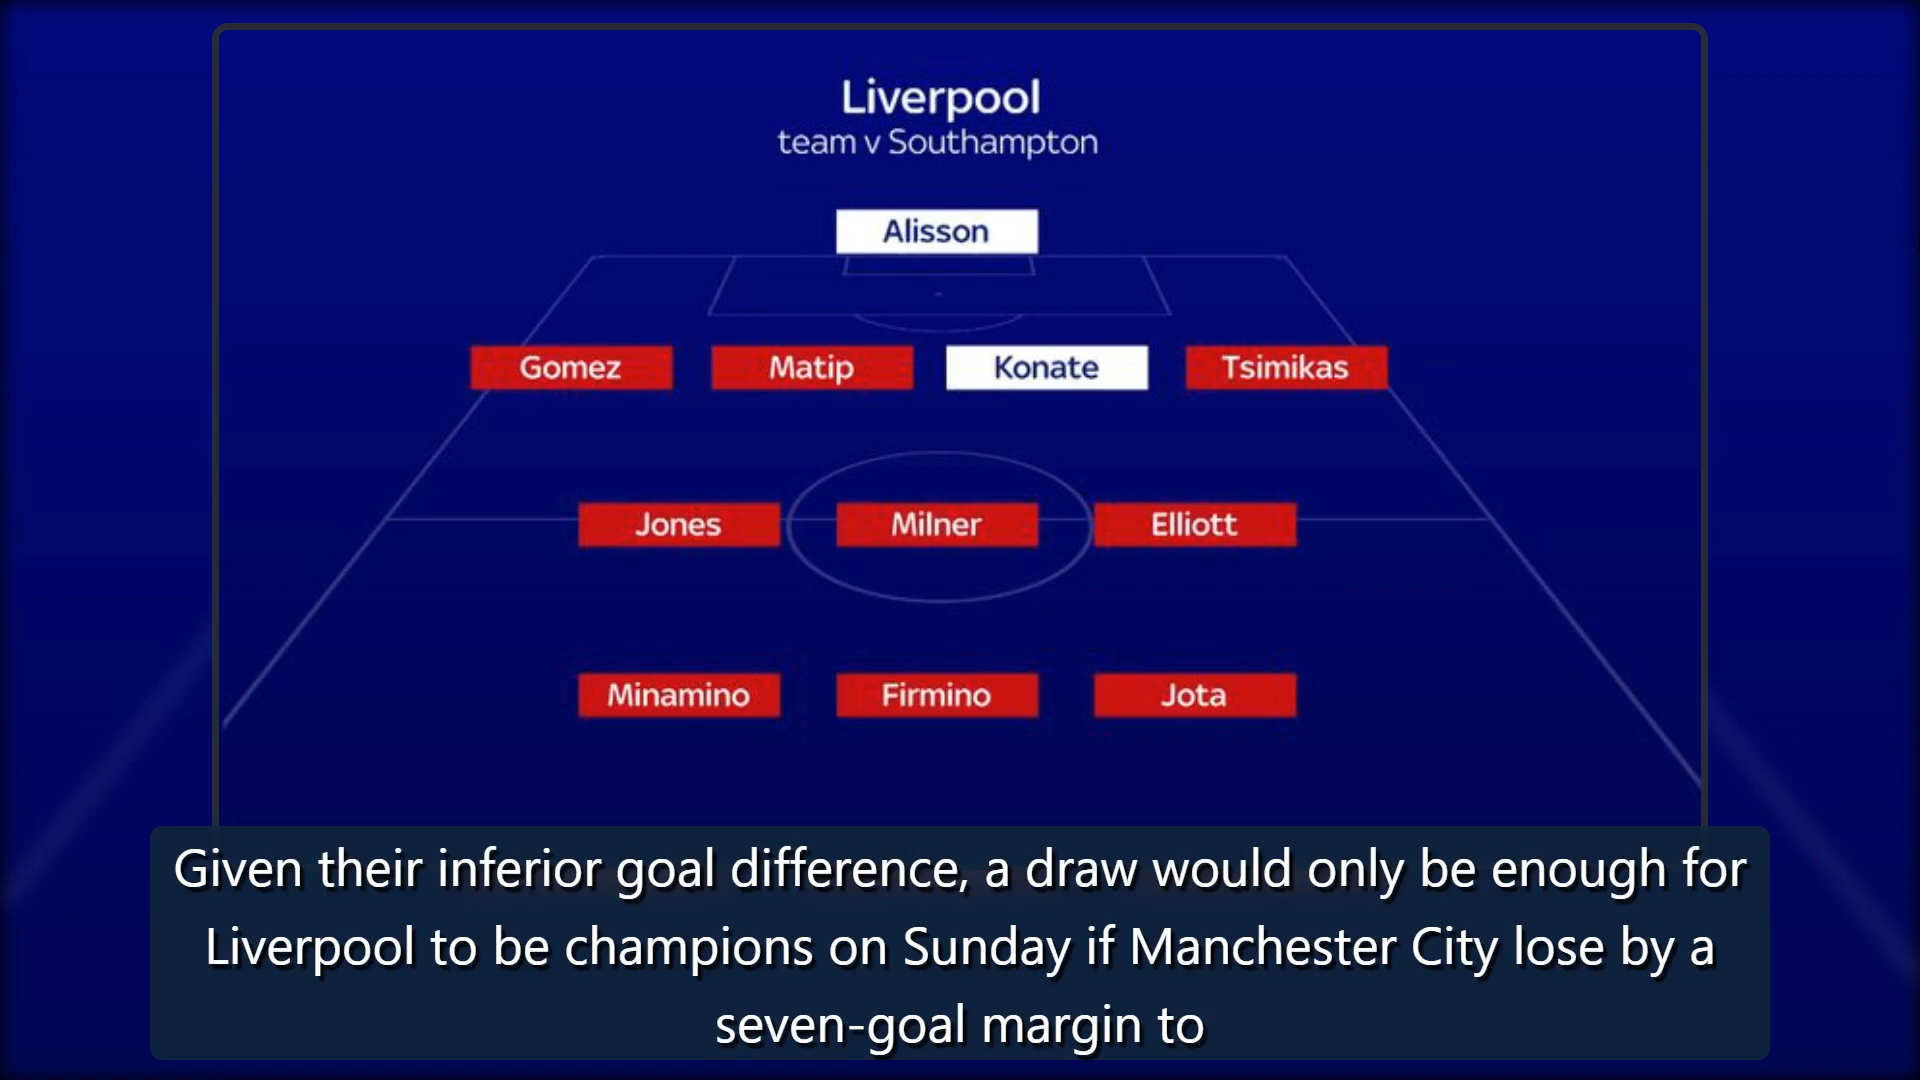 Liverpool
team v Southampton
Alisson
Gomez Matip Konate Tsimikas
Jones Milner Elliott
Minamino Firmino Jota
Given their inferior goal difference, a draw would only be enough for
Liverpool to be champions on Sunday if Manchester City lose by a
seven-goal margin to